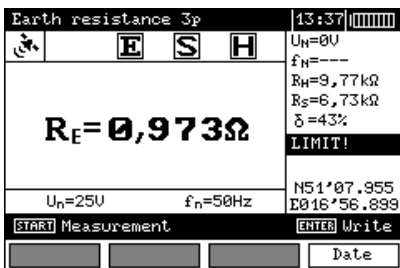 Earth resistance 3p 13:37
E S H
UN=0V
fN=---
RH=9,77kΩ
RS=6,73kΩ
δ=43%
LIMIT!
RE=0,973Ω
N51°07.955
E016°56.899
Un=25V fn=50Hz
START Measurement ENTER Write
Date